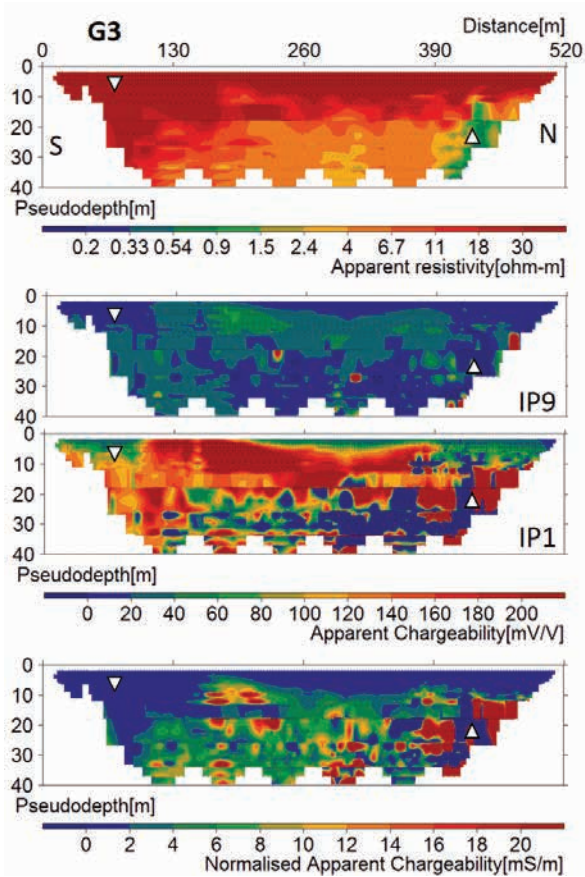 G3
Distance[m]
0 130 260 390 520
0
10
20
30
40
S N
Pseudodepth[m]
0.2 0.33 0.54 0.9 1.5 2.4 4 6.7 11 18 30
Apparent resistivity[ohm-m]
0
10
20
30
40
IP9
0
10
20
30
40
IP1
Pseudodepth[m]
0 20 40 60 80 100 120 140 160 180 200
Apparent Chargeability[mV/V]
0
10
20
30
40
Pseudodepth[m]
0 2 4 6 8 10 12 14 16 18 20
Normalised Apparent Chargeability[mS/m]